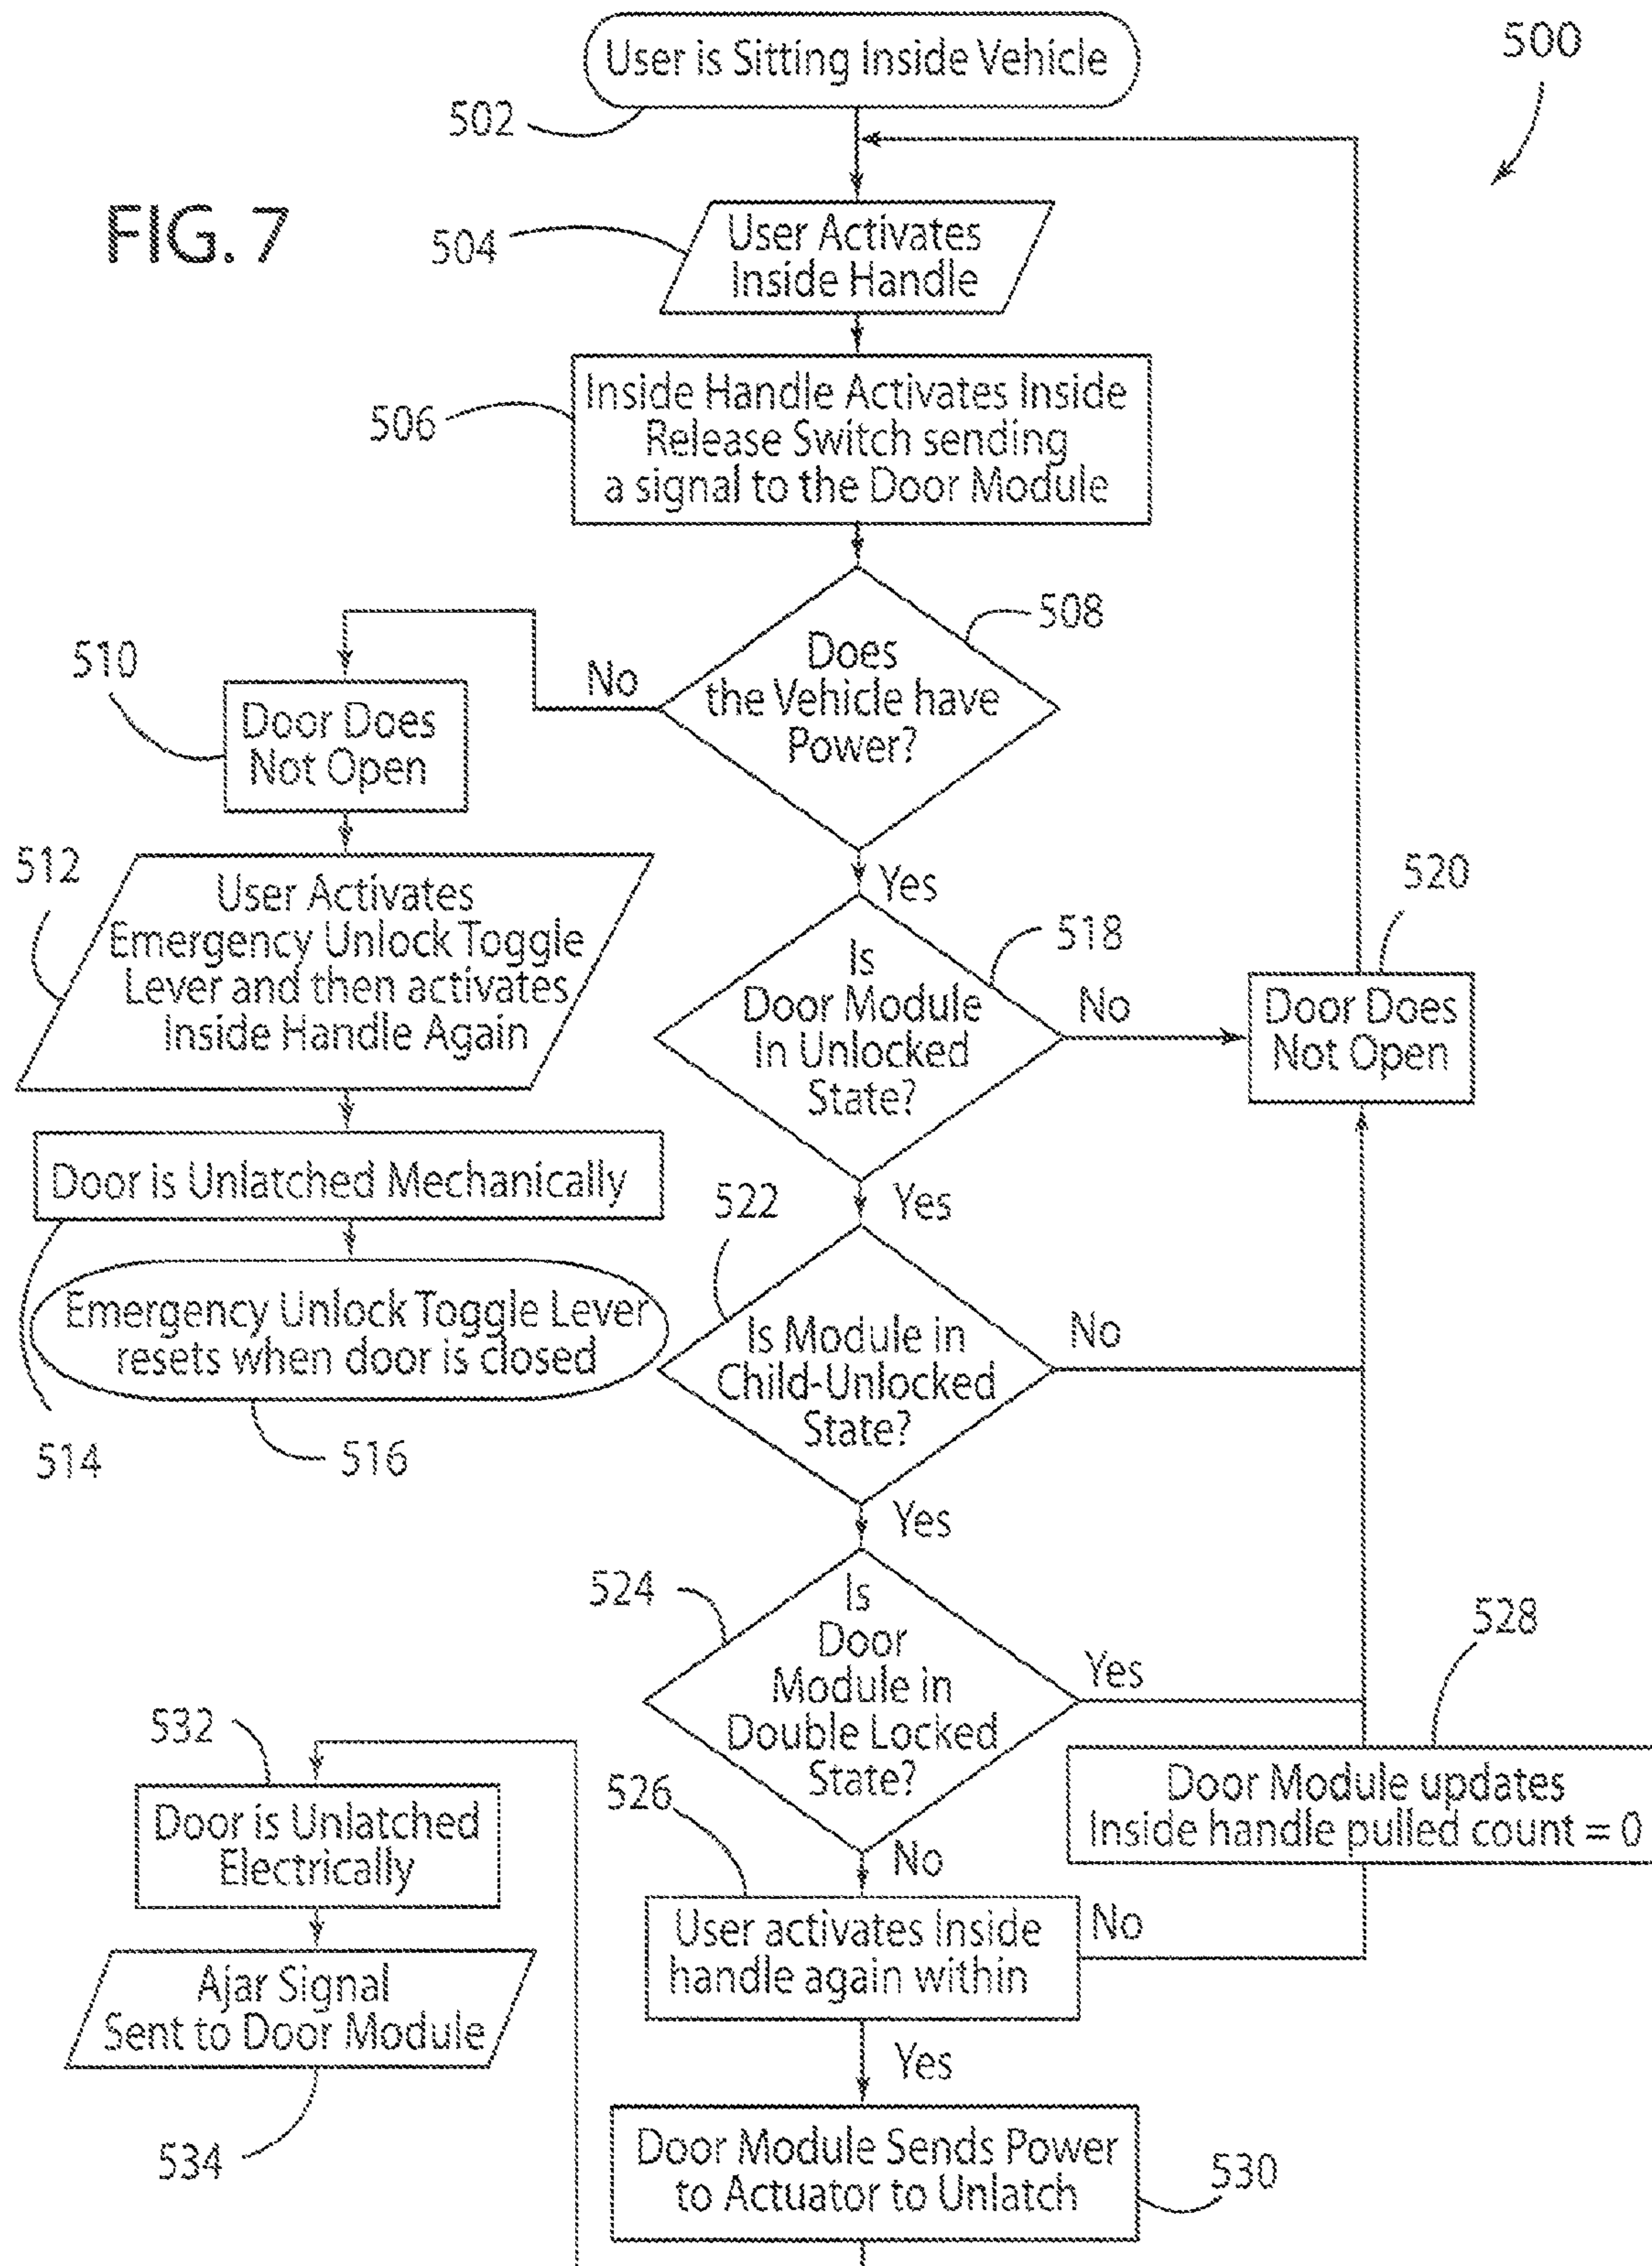 User is Sitting Inside Vehicle
500
502
FIG. 7
504
User Activates
Inside Handle
506
Inside Handle Activates Inside
Release Switch sending
a signal to the Door Module
508
Does
the Vehicle have
Power?
No
510
Door Does
Not Open
Yes
512
User Activates
Emergency Unlock Toggle
Lever and then activates
Inside Handle Again
518
Is
Door Module
In Unlocked
State?
No
520
Door Does
Not Open
Door is Unlatched Mechanically
514
Emergency Unlock Toggle Lever
resets when door is closed
516
Yes
522
Is Module in
Child-Unlocked
State?
No
Yes
524
Is
Door
Module in
Double Locked
State?
Yes
528
Door Module updates
Inside handle pulled count = 0
No
526
User activates Inside
handle again within
No
Yes
532
Door is Unlatched
Electrically
Ajar Signal
Sent to Door Module
534
Door Module Sends Power
to Actuator to Unlatch
530